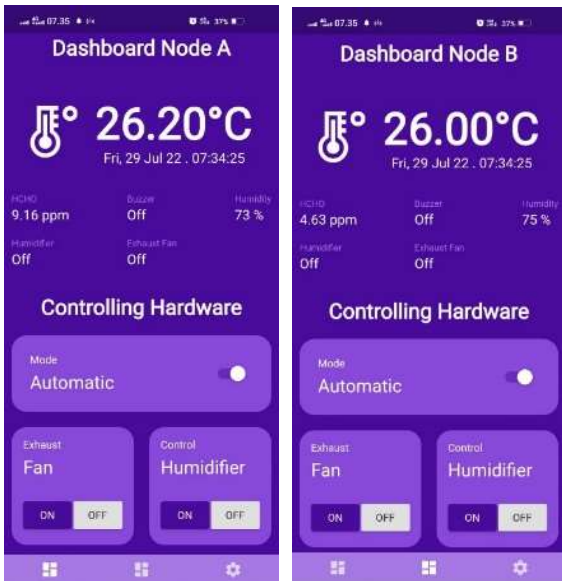 07.35
37%
Dashboard Node A
26.20°C
Fri, 29 Jul 22 . 07:34:25
HCHO Buzzer Humidity
9.16 ppm Off 73 %
Humidifier Exhaust Fan
Off Off
Controlling Hardware
Mode
Automatic
Exhaust Control
Fan Humidifier
ON OFF ON OFF
07.35
37%
Dashboard Node B
26.00°C
Fri, 29 Jul 22 . 07:34:25
HCHO Buzzer Humidity
4.63 ppm Off 75 %
Humidifier Exhaust Fan
Off Off
Controlling Hardware
Mode
Automatic
Exhaust Control
Fan Humidifier
ON OFF ON OFF